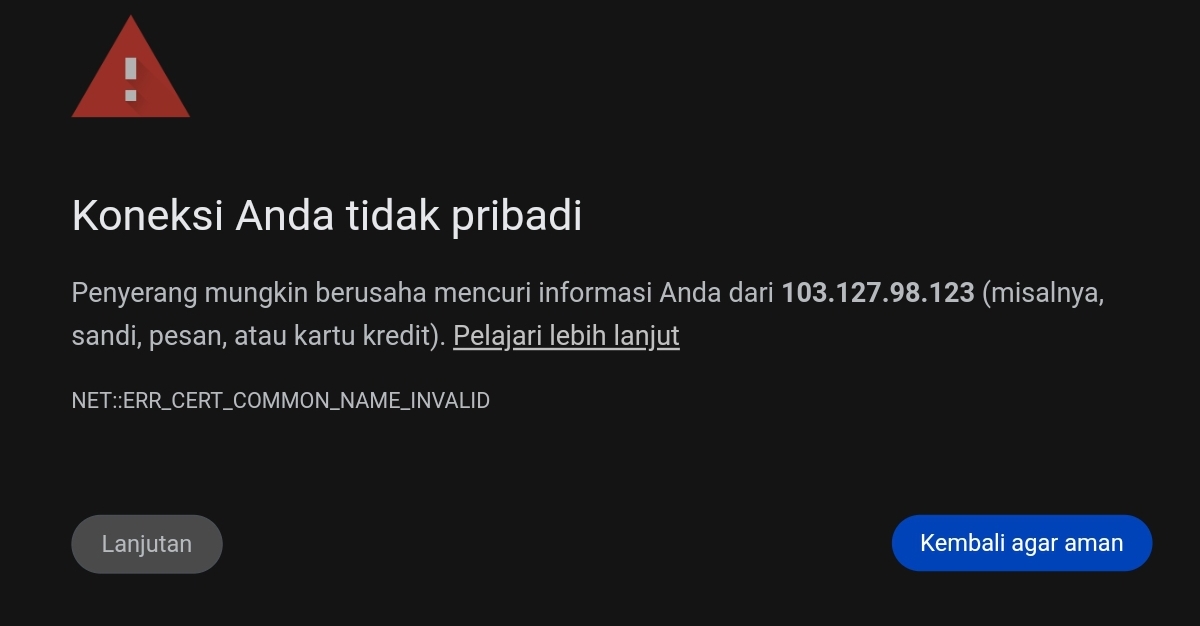 Koneksi Anda tidak pribadi
Penyerang mungkin berusaha mencuri informasi Anda dari 103.127.98.123 (misalnya,
sandi, pesan, atau kartu kredit). Pelajari lebih lanjut
NET::ERR_CERT_COMMON_NAME_INVALID
Lanjutan
Kembali agar aman